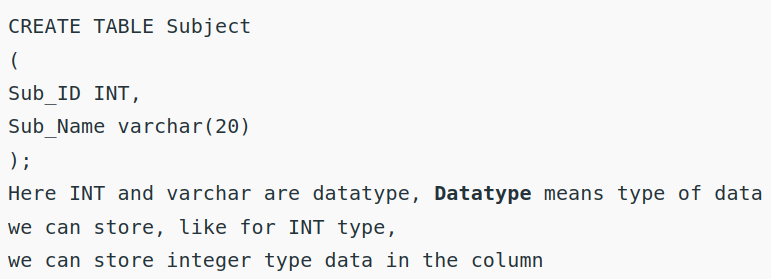 CREATE TABLE Subject
(
Sub_ID INT,
Sub_Name varchar(20)
);
Here INT and varchar are datatype, Datatype means type of data
we can store, like for INT type,
we can store integer type data in the column